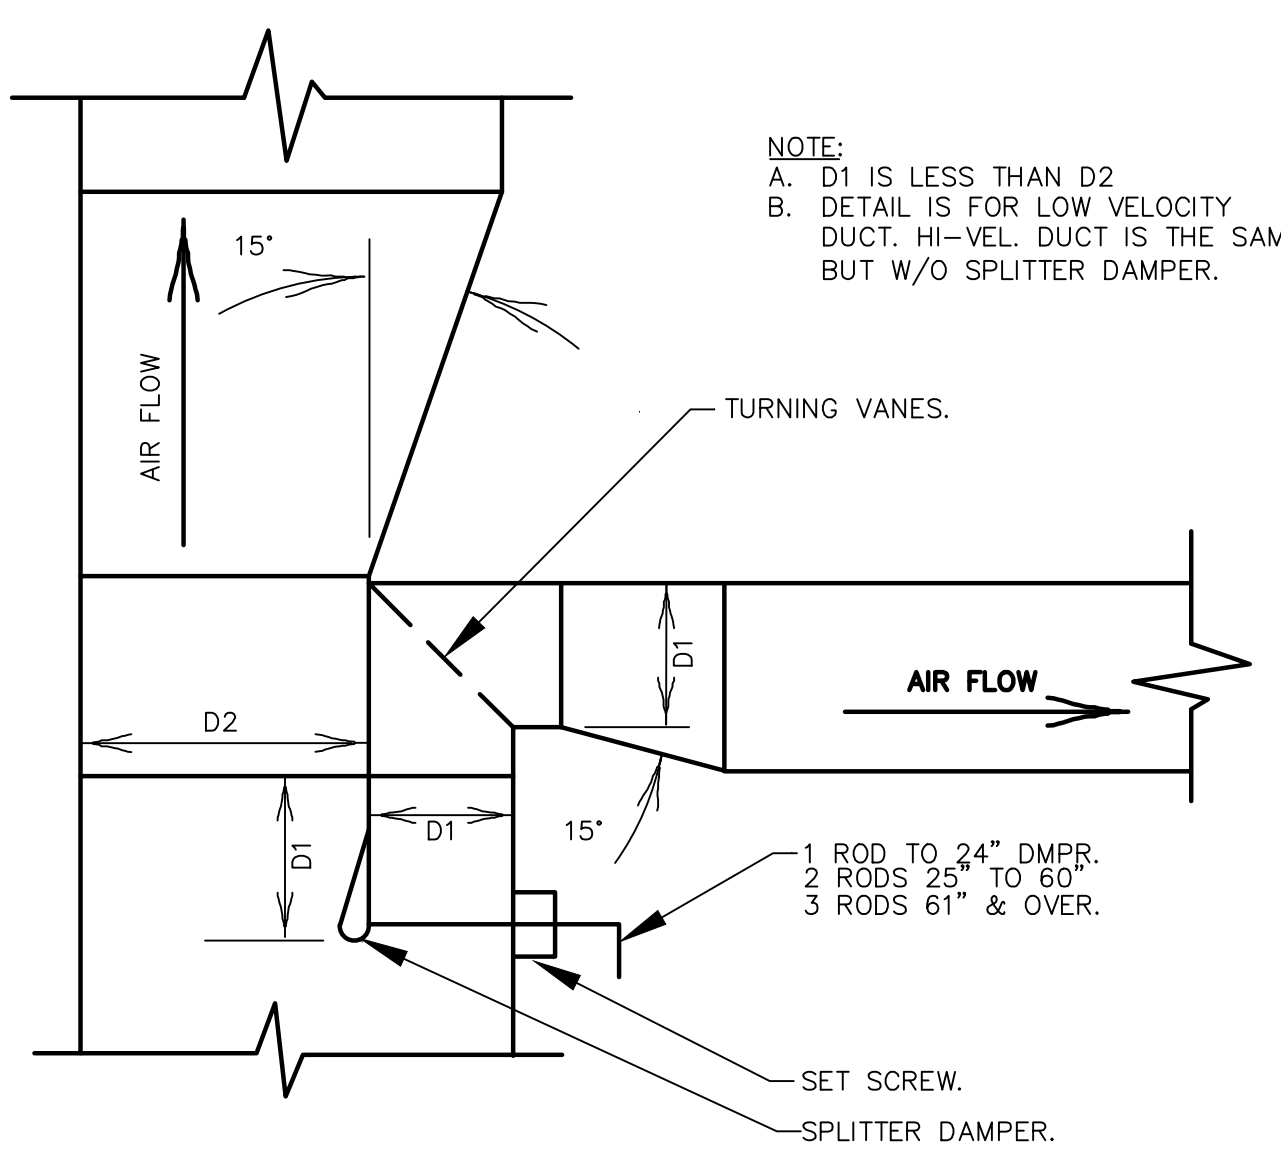 NOTE:
A. D1 IS LESS THAN D2
B. DETAIL IS FOR LOW VELOCITY
DUCT. HI-VEL. DUCT IS THE SAM
BUT W/O SPLITTER DAMPER.
15°
AIR FLOW
TURNING VANES.
D1
AIR FLOW
D2
D1
D1
15°
1 ROD TO 24" DMPR.
2 RODS 25" TO 60"
3 RODS 61" & OVER.
SET SCREW.
SPLITTER DAMPER.